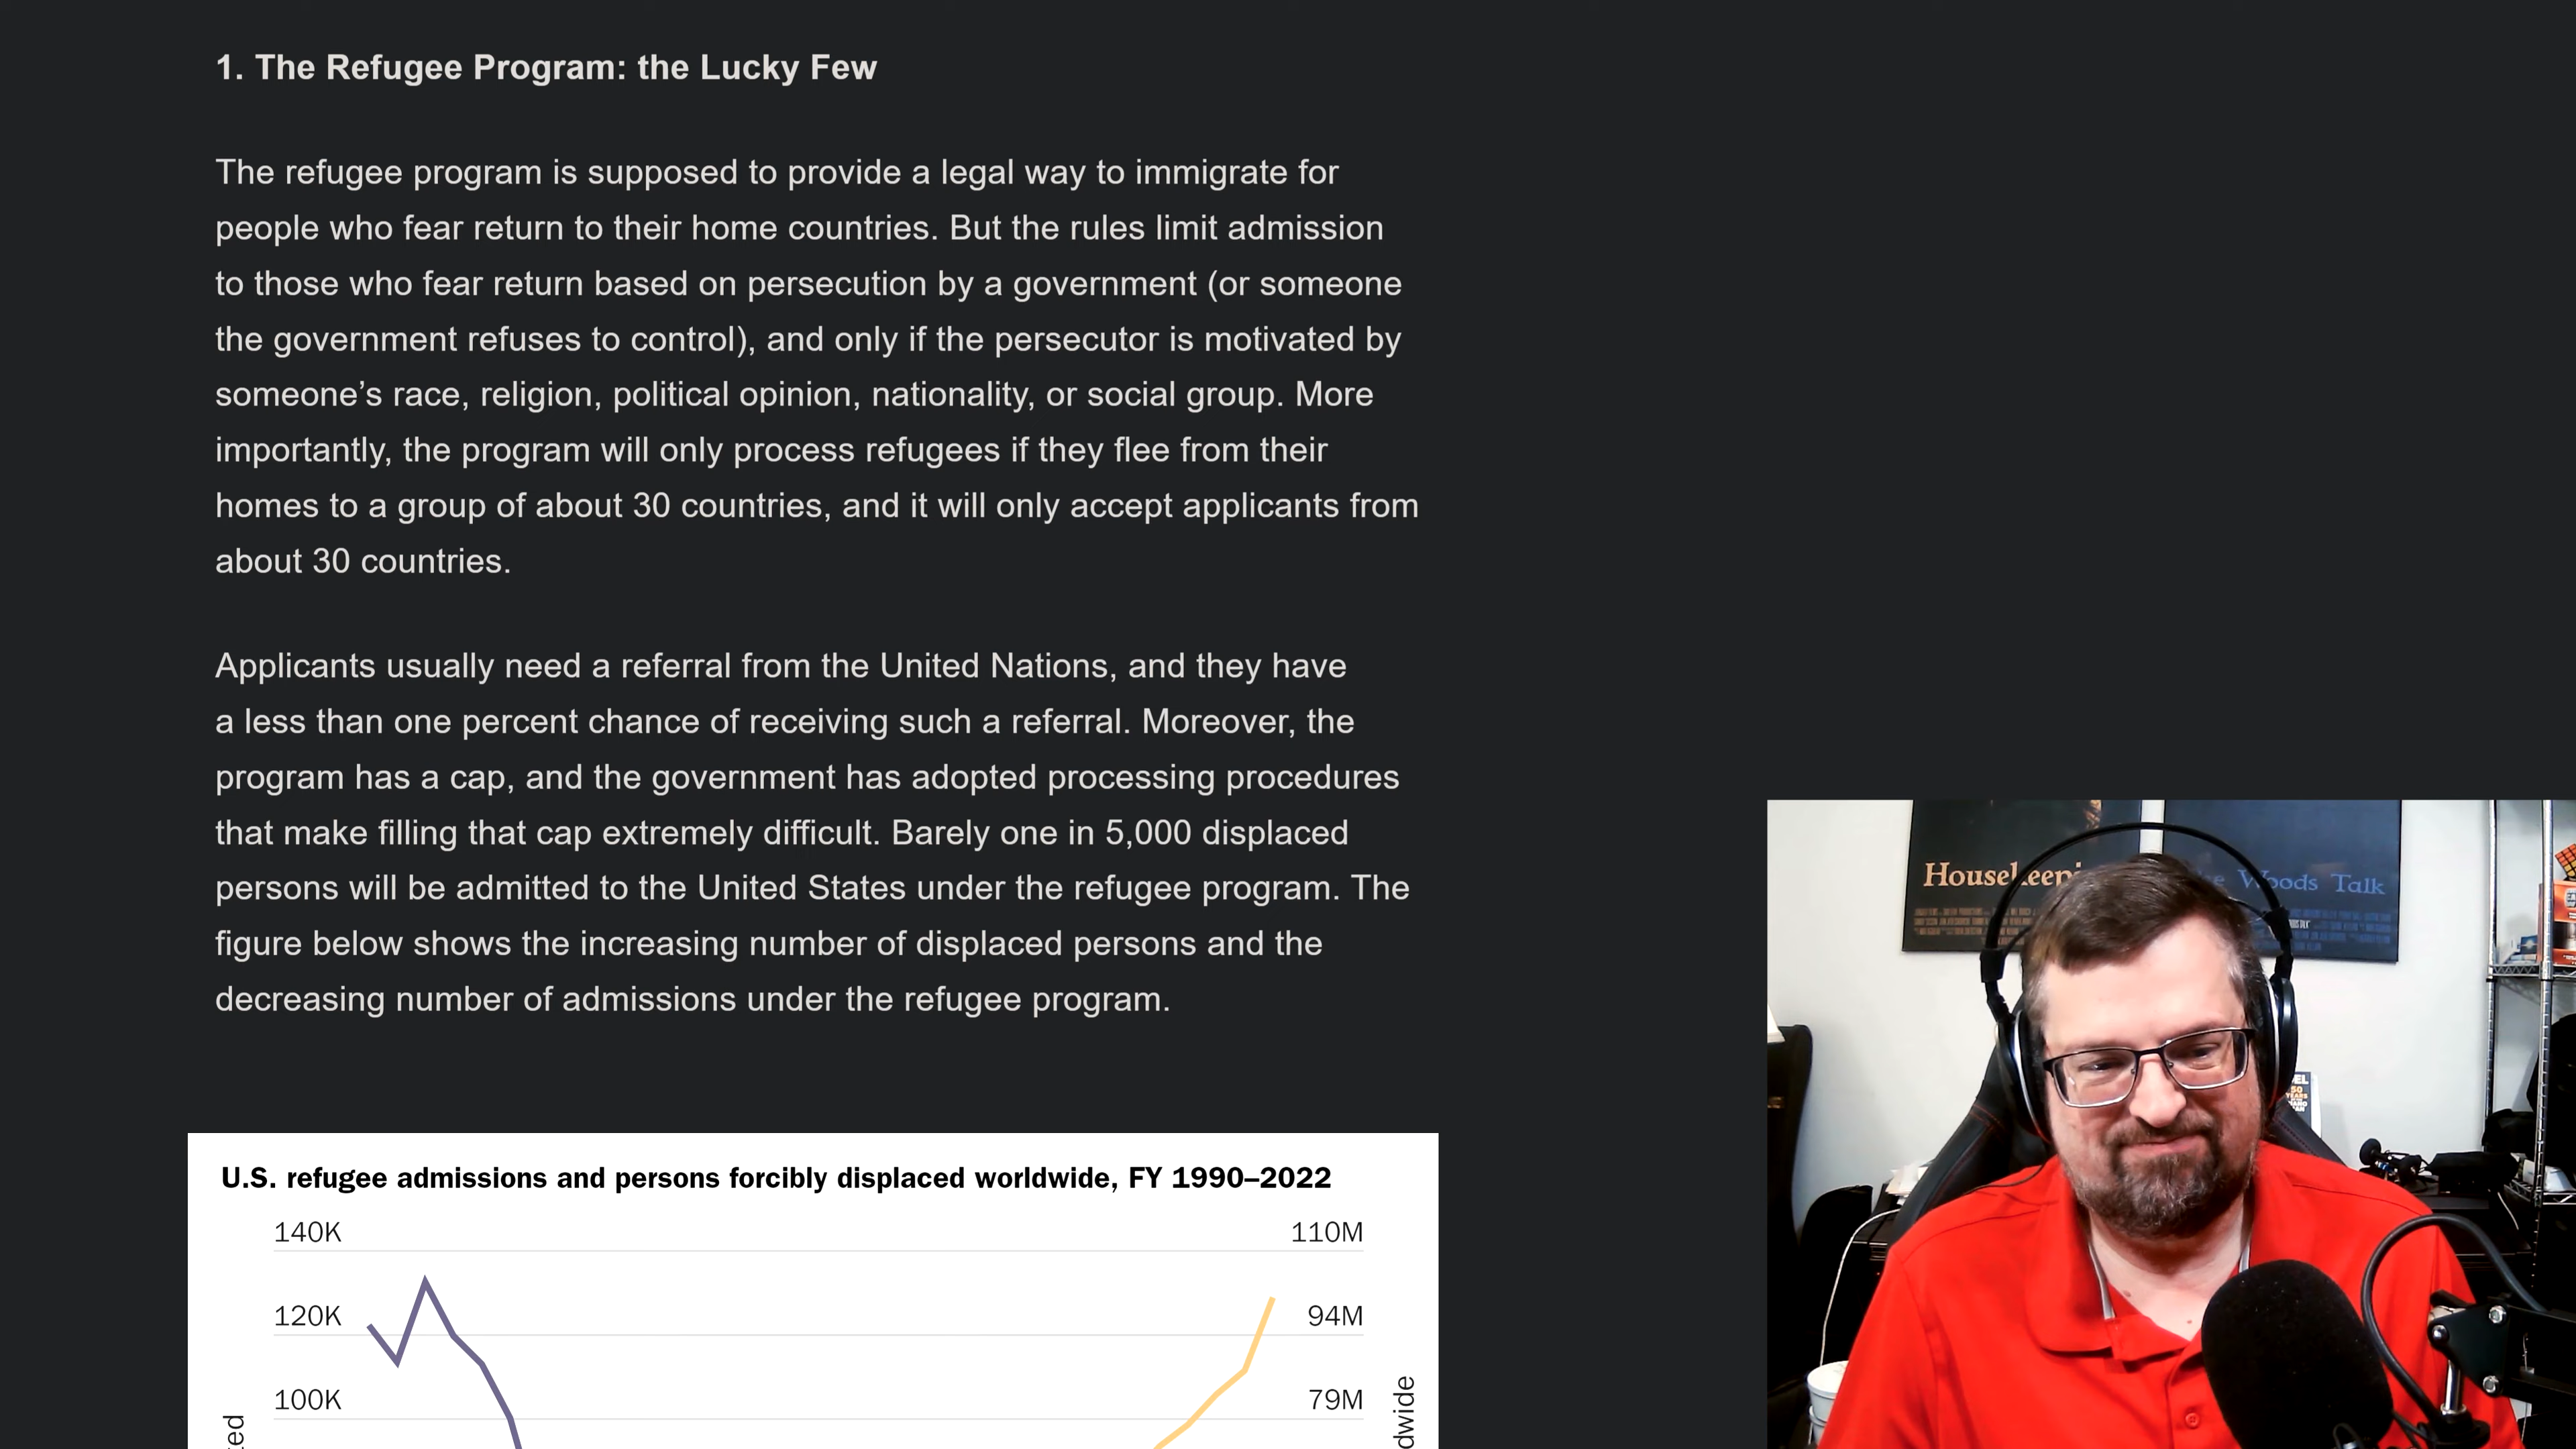 1. The Refugee Program: the Lucky Few
The refugee program is supposed to provide a legal way to immigrate for
people who fear return to their home countries. But the rules limit admission
to those who fear return based on persecution by a government (or someone
the government refuses to control), and only if the persecutor is motivated by
someone’s race, religion, political opinion, nationality, or social group. More
importantly, the program will only process refugees if they flee from their
homes to a group of about 30 countries, and it will only accept applicants from
about 30 countries.
Applicants usually need a referral from the United Nations, and they have
a less than one percent chance of receiving such a referral. Moreover, the
program has a cap, and the government has adopted processing procedures
that make filling that cap extremely difficult. Barely one in 5,000 displaced
persons will be admitted to the United States under the refugee program. The
figure below shows the increasing number of displaced persons and the
decreasing number of admissions under the refugee program.
U.S. refugee admissions and persons forcibly displaced worldwide, FY 1990–2022
140K
110M
120K
94M
100K
79M
Woods Talk
50
YEARS